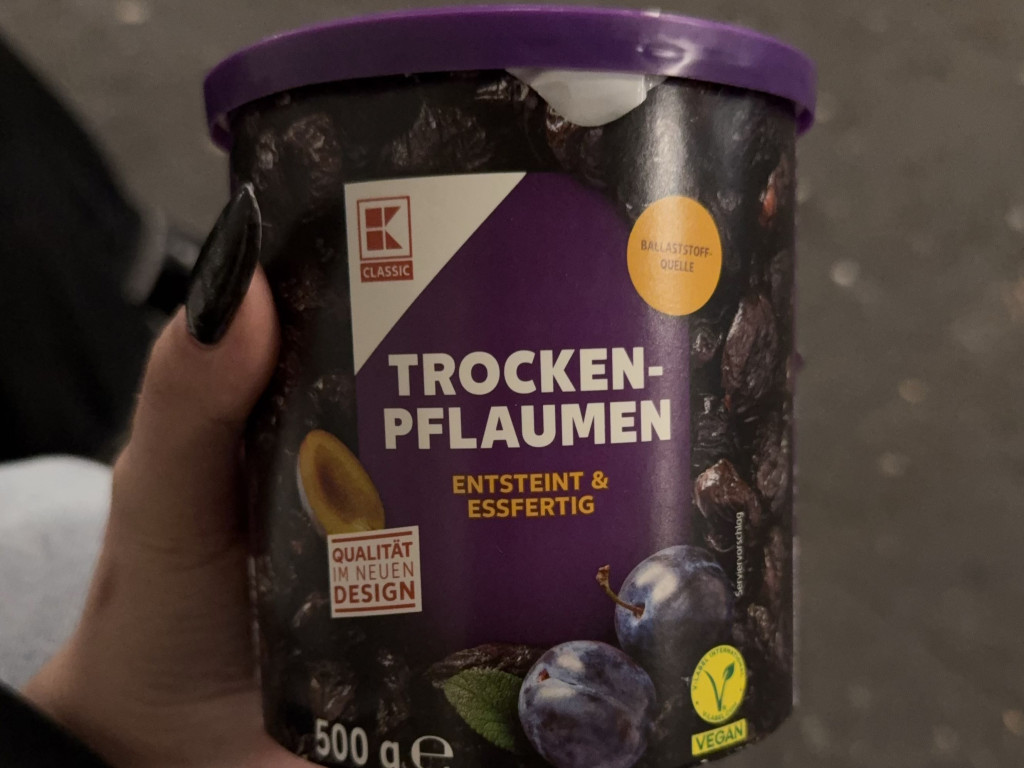 K
CLASSIC
BALLASTSTOFF-
QUELLE
TROCKEN-
PFLAUMEN
ENTSTEINT &
ESSFERTIG
QUALITÄT
IM NEUEN
DESIGN
Serviervorschlag
VEGAN
500 g ℮